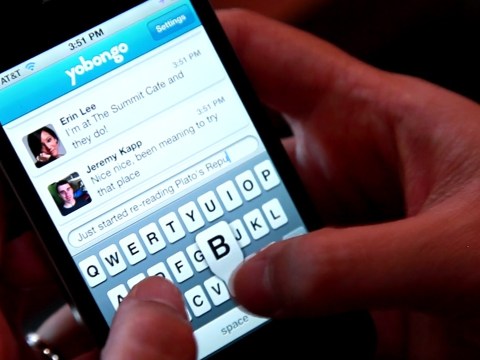 AT&T 3:51 PM
yobongo Settings
Erin Lee 3:51 PM
I'm at The Summit Cafe and
they do!
Jeremy Kapp 3:51 PM
Nice nice, been meaning to try
that place
Just started re-reading Plato's Repu
Q W E R T Y U I O P
A D F G J K L
B
C V
space